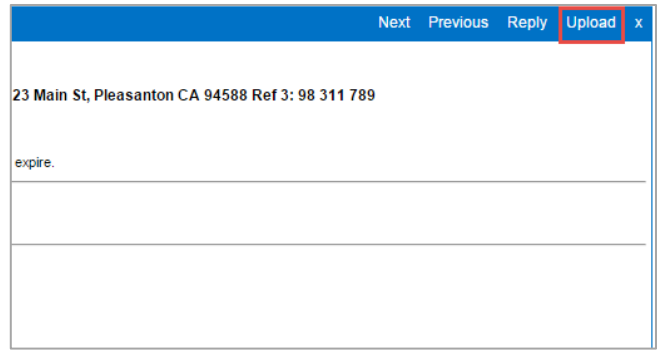 Next Previous Reply Upload x
23 Main St, Pleasanton CA 94588 Ref 3: 98 311 789
expire.